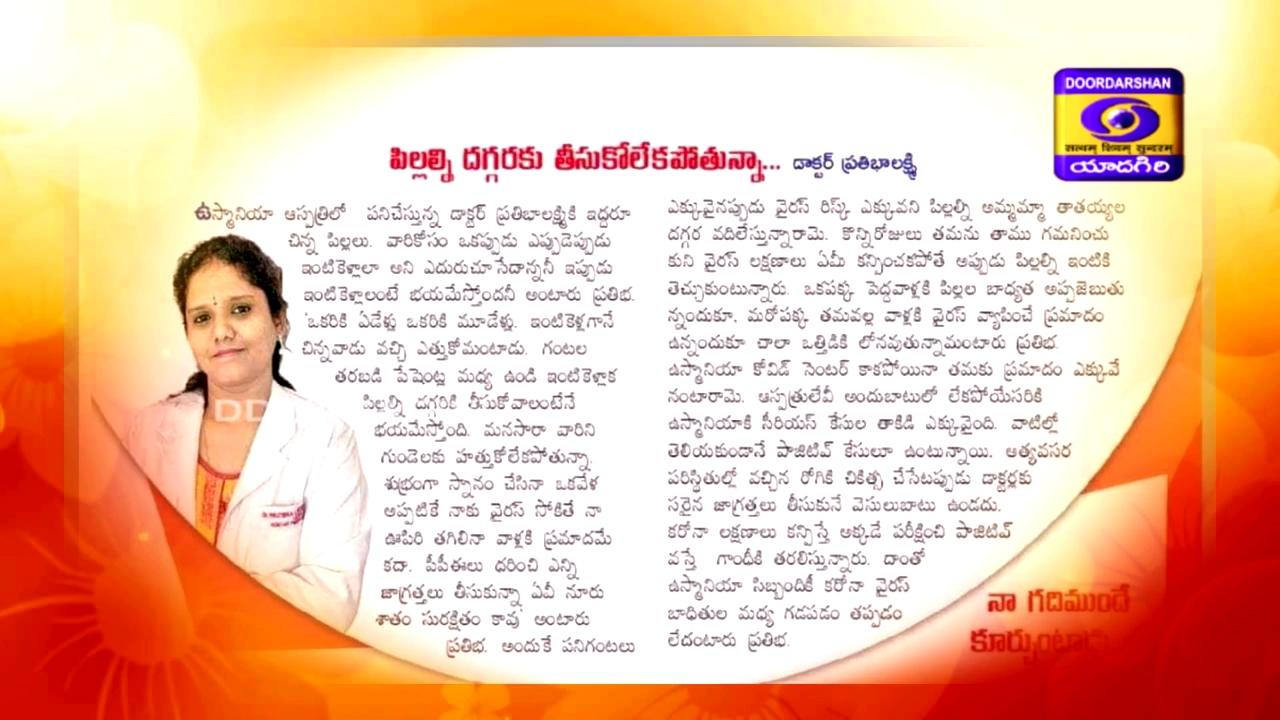 DOORDARSHAN
సత్యమ్ శివమ్ సుందరమ్
యాదగిరి
పిల్లల్ని దగ్గరకు తీసుకోలేకపోతున్నా... డాక్టర్ ప్రతిభాలక్ష్మి
ఉస్మానియా ఆస్పత్రిలో పనిచేస్తున్న డాక్టర్ ప్రతిబాలక్ష్మికి ఇద్దరూ
చిన్న పిల్లలు. వారికోసం ఒకప్పుడు ఎప్పుడెప్పుడు
ఇంటికెళ్లాలా అని ఎదురుచూసేదాన్ననీ ఇప్పుడు
ఇంటికెళ్లాలంటే భయమేస్తోందనీ అంటారు ప్రతిభ.
'ఒకరికి ఏడేళ్లు ఒకరికి మూడేళ్లు. ఇంటికెళ్లగానే
చిన్నవాడు వచ్చి ఎత్తుకోమంటాడు. గంటల
తరబడి పేషెంట్ల మధ్య ఉండి ఇంటికెళ్లాక
పిల్లల్ని దగ్గరికి తీసుకోవాలంటేనే
భయమేస్తోంది. మనసారా వారిని
గుండెలకు హత్తుకోలేకపోతున్నా.
శుభ్రంగా స్నానం చేసినా ఒకవేళ
అప్పటికే నాకు వైరస్ సోకితే నా
ఊపిరి తగిలినా వాళ్లకి ప్రమాదమే
కదా. పీపీఈలు ధరించి ఎన్ని
జాగ్రత్తలు తీసుకున్నా ఏవీ నూరు
శాతం సురక్షితం కావు' అంటారు
ప్రతిభ. అందుకే పనిగంటలు
ఎక్కువైనప్పుడు వైరస్ రిస్క్ ఎక్కువని పిల్లల్ని అమ్మమ్మా తాతయ్యల
దగ్గర వదిలేస్తున్నారామె. కొన్నిరోజులు తమను తాము గమనించు
కుని వైరస్ లక్షణాలు ఏమీ కన్పించకపోతే అప్పుడు పిల్లల్ని ఇంటికి
తెచ్చుకుంటున్నారు. ఒకపక్క పెద్దవాళ్లకి పిల్లల బాధ్యత అప్పజెబుతు
న్నందుకూ, మరోపక్క తమవల్ల వాళ్లకి వైరస్ వ్యాపించే ప్రమాదం
ఉన్నందుకూ చాలా ఒత్తిడికి లోనవుతున్నామంటారు ప్రతిభ.
ఉస్మానియా కోవిడ్ సెంటర్ కాకపోయినా తమకు ప్రమాదం ఎక్కువే
నంటారామె. ఆస్పత్రులేవీ అందుబాటులో లేకపోయేసరికి
ఉస్మానియాకి సీరియస్ కేసుల తాకిడి ఎక్కువైంది. వాటిల్లో
తెలియకుండానే పాజిటివ్ కేసులూ ఉంటున్నాయి. అత్యవసర
పరిస్థితుల్లో వచ్చిన రోగికి చికిత్స చేసేటప్పుడు డాక్టర్లకు
సరైన జాగ్రత్తలు తీసుకునే వెసులుబాటు ఉండదు.
కరోనా లక్షణాలు కన్పిస్తే అక్కడే పరీక్షించి పాజిటివ్
వస్తే గాంధీకి తరలిస్తున్నారు. దాంతో
ఉస్మానియా సిబ్బందికీ కరోనా వైరస్
బాధితుల మధ్య గడపడం తప్పడం
లేదంటారు ప్రతిభ.
నా గదిముందే
DD